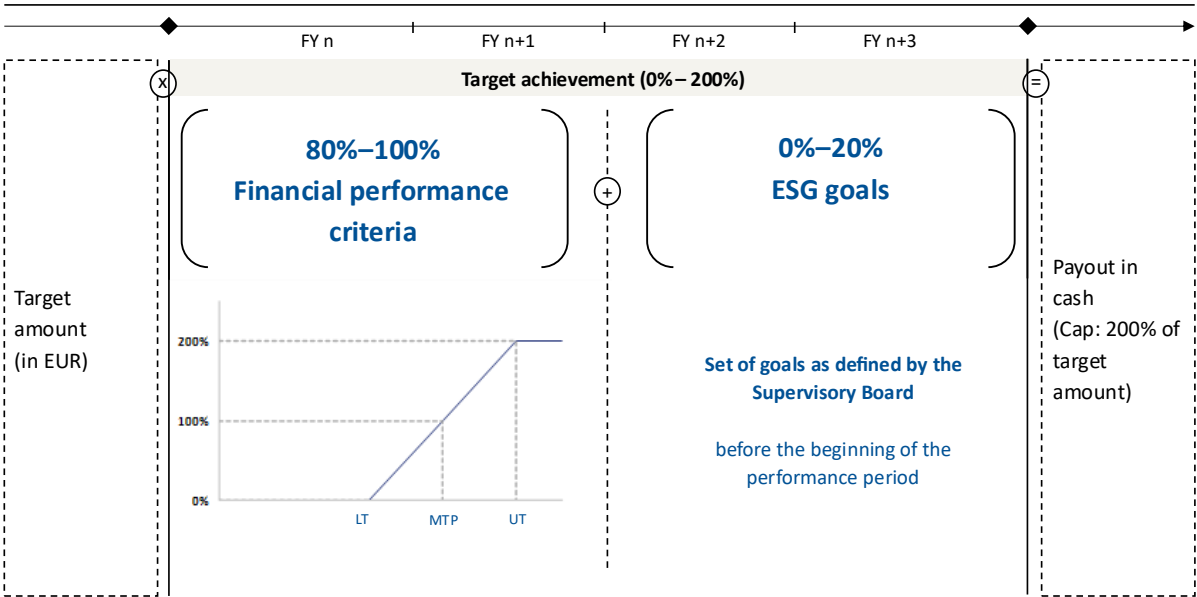 FY n
FY n+1
FY n+2
FY n+3
x
Target achievement (0%– 200%)
=
80%–100%
Financial performance
criteria
+
0%–20%
ESG goals
Target
amount
(in EUR)
200%
100%
0%
LT
MTP
UT
Set of goals as defined by the
Supervisory Board
before the beginning of the
performance period
Payout in
cash
(Cap: 200% of
target
amount)